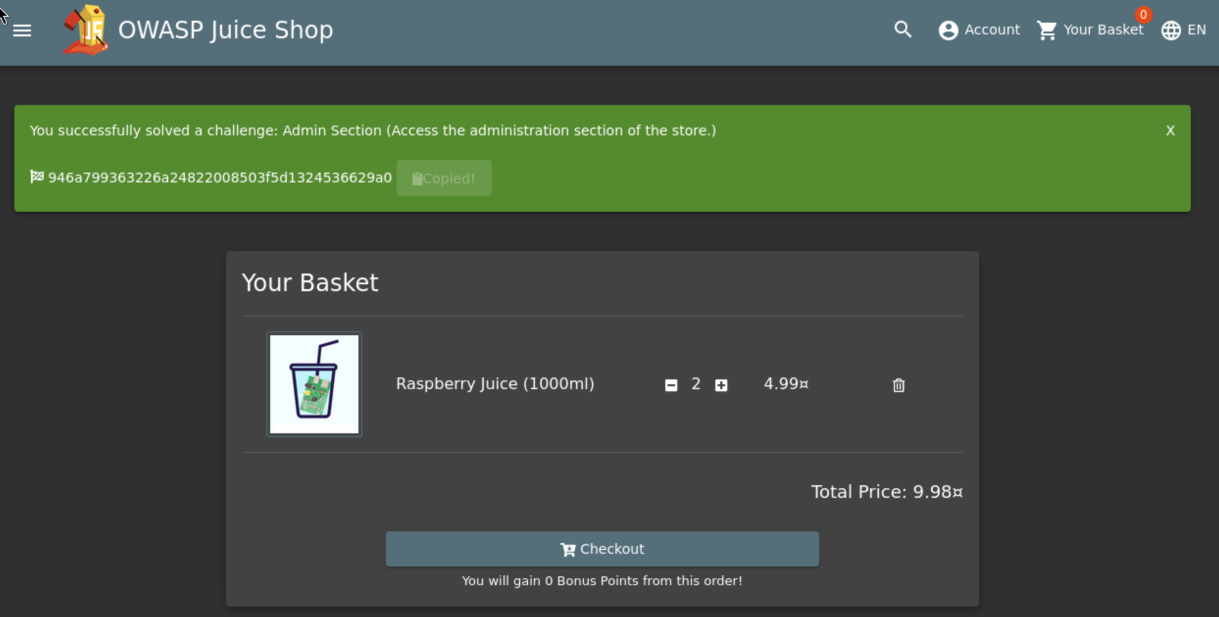 OWASP Juice Shop
Account
Your Basket
0
EN
You successfully solved a challenge: Admin Section (Access the administration section of the store.)
X
946a799363226a24822008503f5d1324536629a0
Copied!
Your Basket
Raspberry Juice (1000ml)
2
4.99¤
Total Price: 9.98¤
Checkout
You will gain 0 Bonus Points from this order!